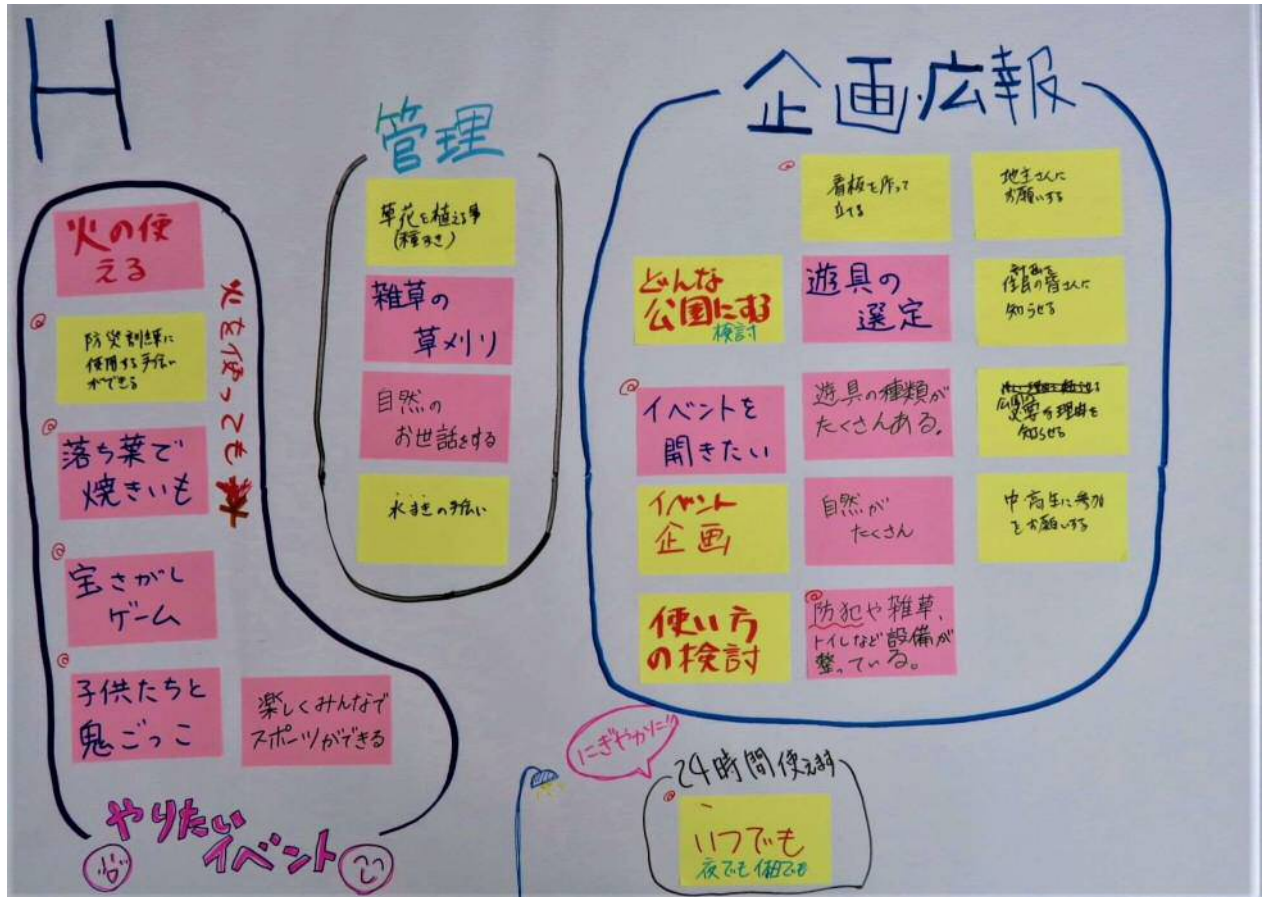 H
火の使
える
防災訓練に
使用する手伝い
ができる
火を使っても
落ち葉で
焼きいも
宝さがし
ゲーム
子供たちと
鬼ごっこ
楽しくみんなで
スポーツができる
やりたい
イベント
管理
草花を植える事
(種まき)
雑草の
草刈り
自然の
お世話をする
水まきの手伝い
企画・広報
看板を作って
立てる
地主さんに
お願いする
どんな
公園にする
検討
遊具の
選定
計画を
住民の皆さんに
知らせる
イベントを
開きたい
遊具の種類が
たくさんある。
広場が
必要な理由を
知らせる
イベント
企画
自然が
たくさん
中高生に参加
をお願いする
使い方
の検討
防犯や雑草、
トイレなど設備が
整っている。
にぎやかに!!
24時間使えます
いつでも
夜でも